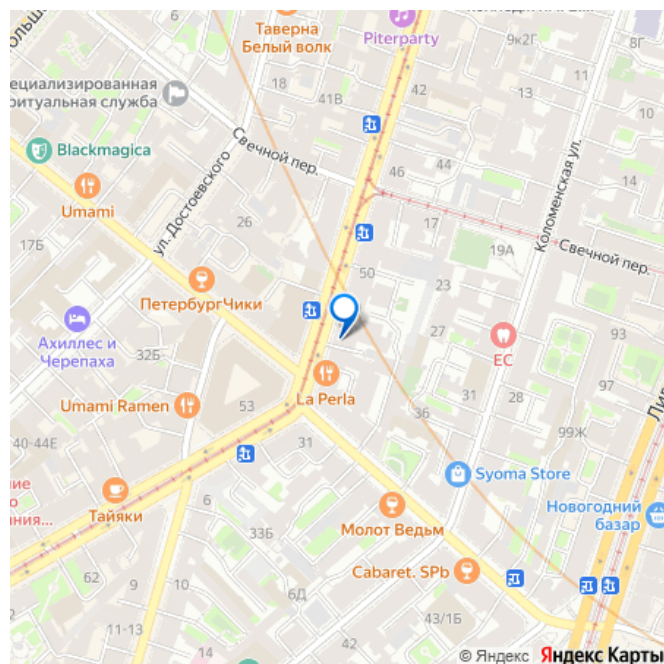 Таверна
Белый волк
Piterparty
9к2Г
8Г
42
11
18
41В
42
13
10
ецилизированная
ритуальная служба
Свечной пер.
46
44
14
Blackmagica
Umami
ул. Достоевского
26
17
Коломенская ул.
17Б
19А
Свечной пер.
50
23
ПетербургЧики
Ахиллес и
Черепаха
32Б
27
ЕС
93
La Perla
31
28
Umami Ramen
53
36
99Ж
40-44Е
31
Syoma Store
Тайяки
6
33Б
Молот Ведьм
Новогодний
базар
Cabaret. SPb
62
9
10
6Д
43/1Б
11-13
14
© Яндекс
Яндекс Карты